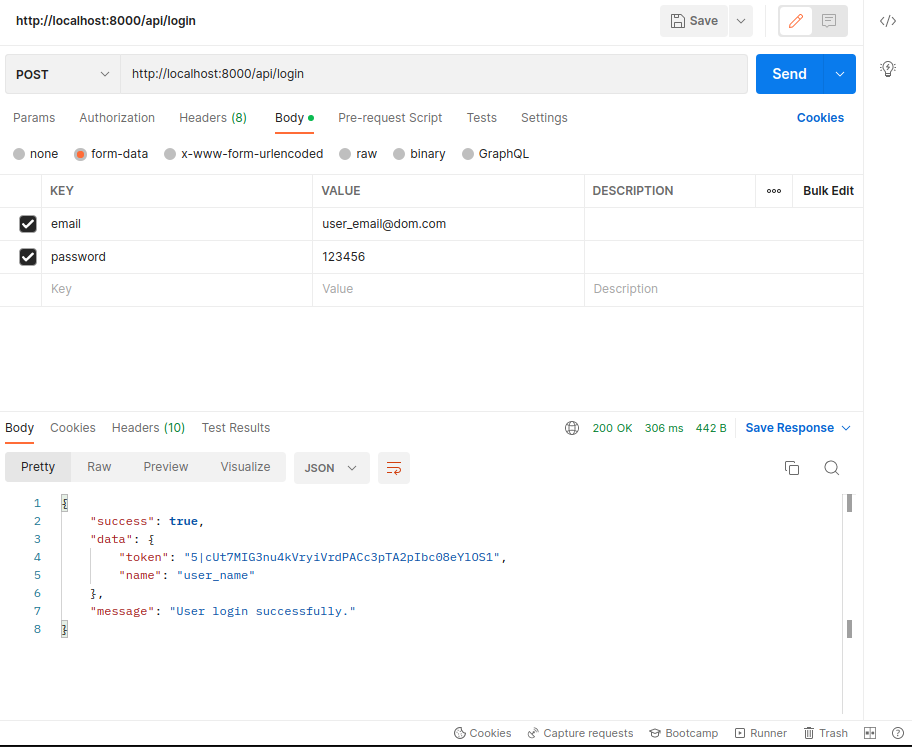 http://localhost:8000/api/login
Save
POST
http://localhost:8000/api/login
Send
Params Authorization Headers (8) Body Pre-request Script Tests Settings Cookies
none form-data x-www-form-urlencoded raw binary GraphQL
KEY VALUE DESCRIPTION ooo Bulk Edit
email user_email@dom.com
password 123456
Key Value Description
Body Cookies Headers (10) Test Results 200 OK 306 ms 442 B Save Response
Pretty Raw Preview Visualize JSON
1 {
2 "success": true,
3 "data": {
4 "token": "5|cUt7MIG3nu4kVryiVrdPACc3pTA2pIbc08eYlOS1",
5 "name": "user_name"
6 },
7 "message": "User login successfully."
8 }
Cookies Capture requests Bootcamp Runner Trash